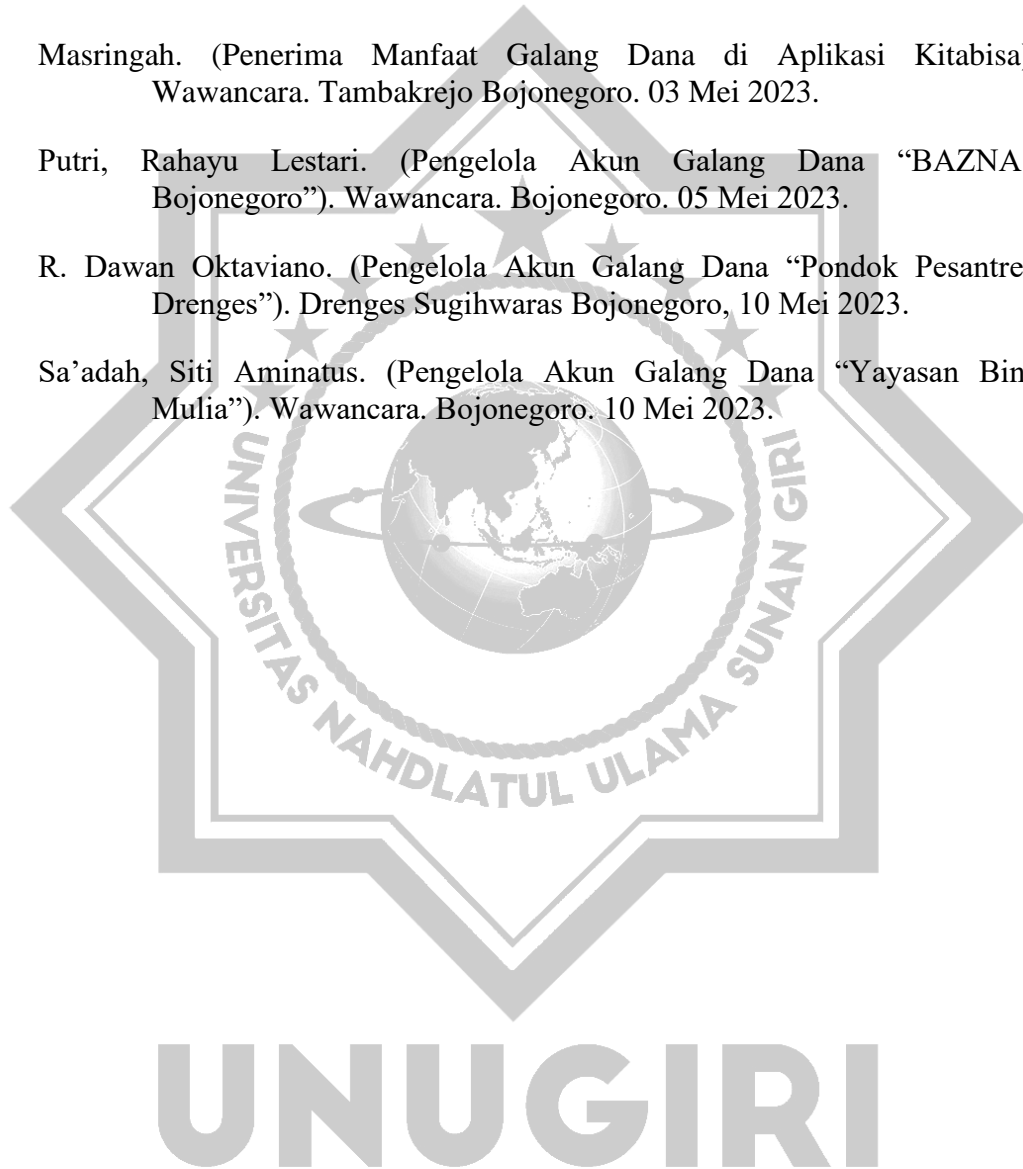 Masringah. (Penerima Manfaat Galang Dana di Aplikasi Kitabisa)
Wawancara. Tambakrejo Bojonegoro. 03 Mei 2023.
Putri, Rahayu Lestari. (Pengelola Akun Galang Dana “BAZNA
Bojonegoro”). Wawancara. Bojonegoro. 05 Mei 2023.
R. Dawan Oktaviano. (Pengelola Akun Galang Dana “Pondok Pesantre
Drenges”). Drenges Sugihwaras Bojonegoro, 10 Mei 2023.
Sa’adah, Siti Aminatus. (Pengelola Akun Galang Dana “Yayasan Bin
Mulia”). Wawancara. Bojonegoro. 10 Mei 2023.
UNIVERSITAS NAHDLATUL ULAMA SUNAN GIRI
UNUGIRI